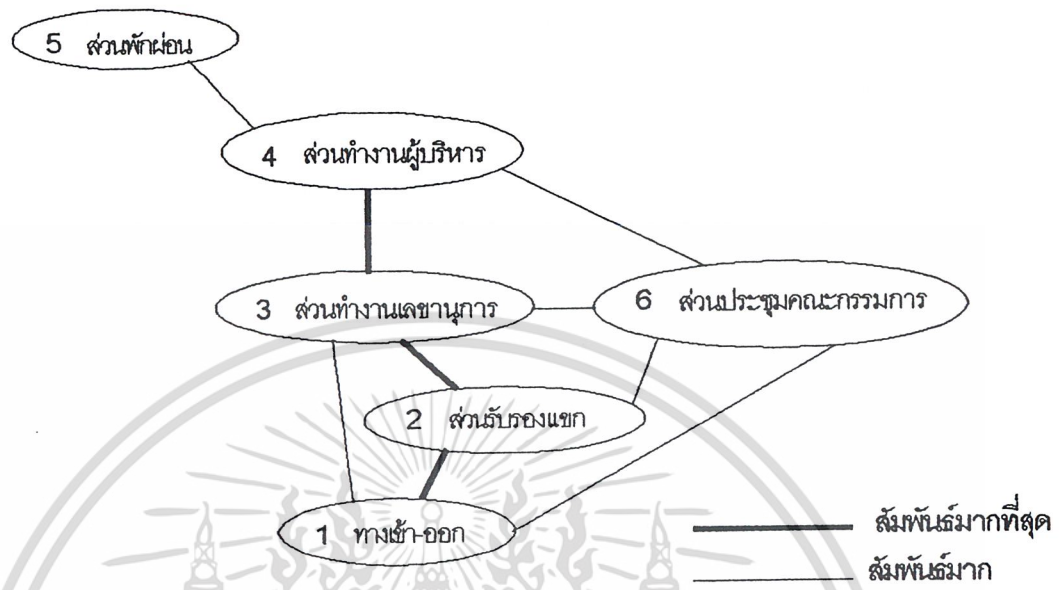 5 ส่วนพักผ่อน
4 ส่วนทำงานผู้บริหาร
3 ส่วนทำงานเลขานุการ
6 ส่วนประชุมคณะกรรมการ
2 ส่วนรับรองแขก
1 ทางเข้า-ออก
สัมพันธ์มากที่สุด
สัมพันธ์มาก